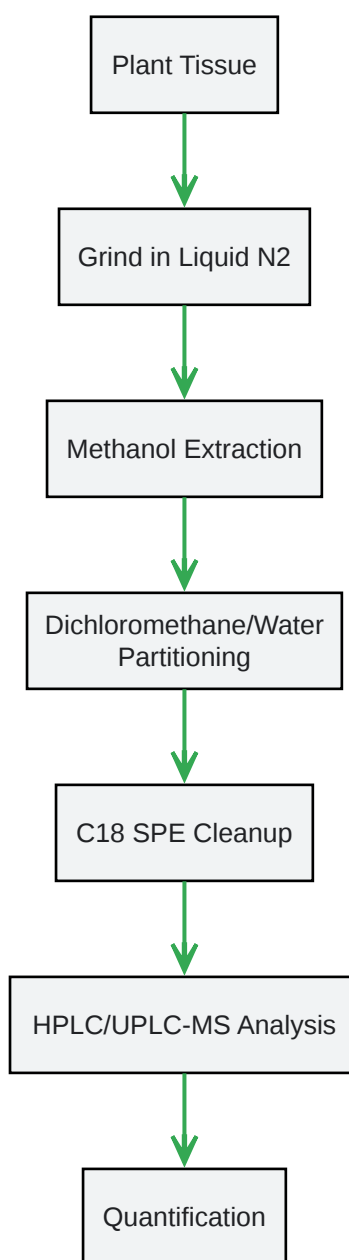 Plant Tissue
Grind in Liquid N2
Methanol Extraction
Dichloromethane/Water
Partitioning
C18 SPE Cleanup
HPLC/UPLC-MS Analysis
Quantification